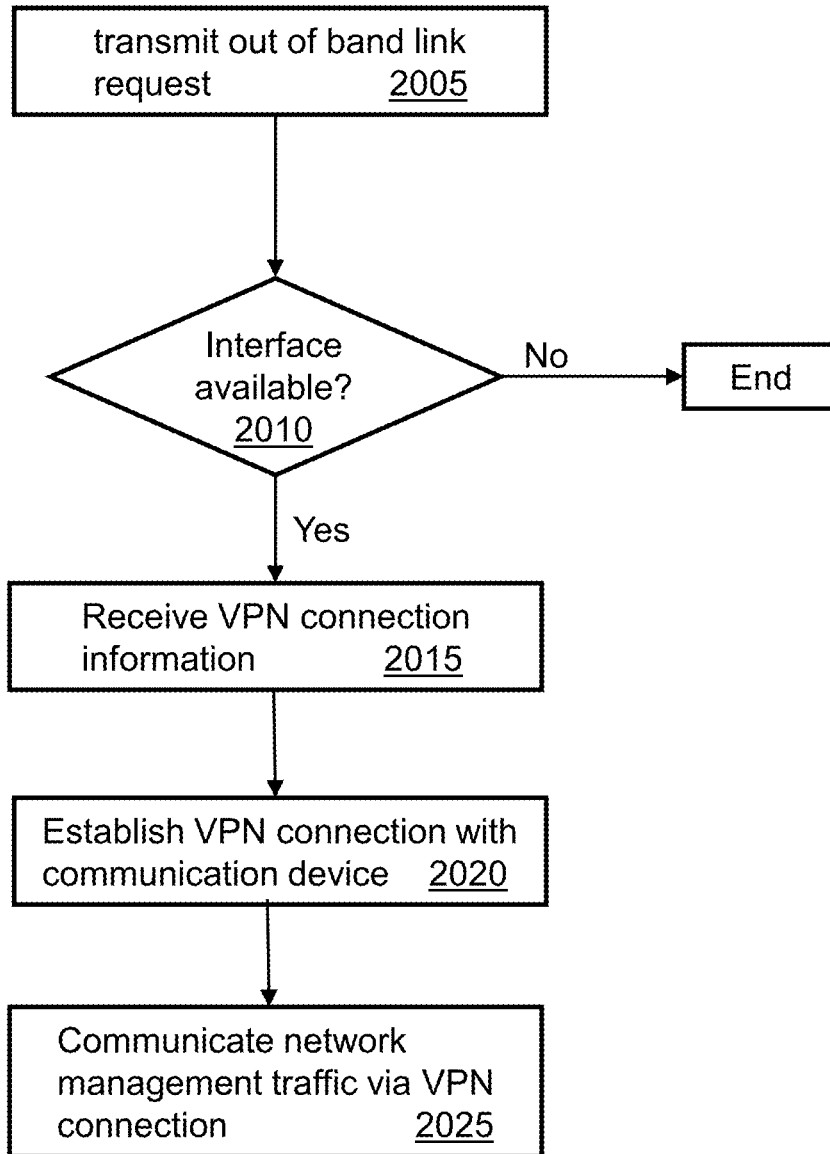 transmit out of band link
request 2005
Interface
available?
2010
No
End
Yes
Receive VPN connection
information 2015
Establish VPN connection with
communication device 2020
Communicate network
management traffic via VPN
connection 2025